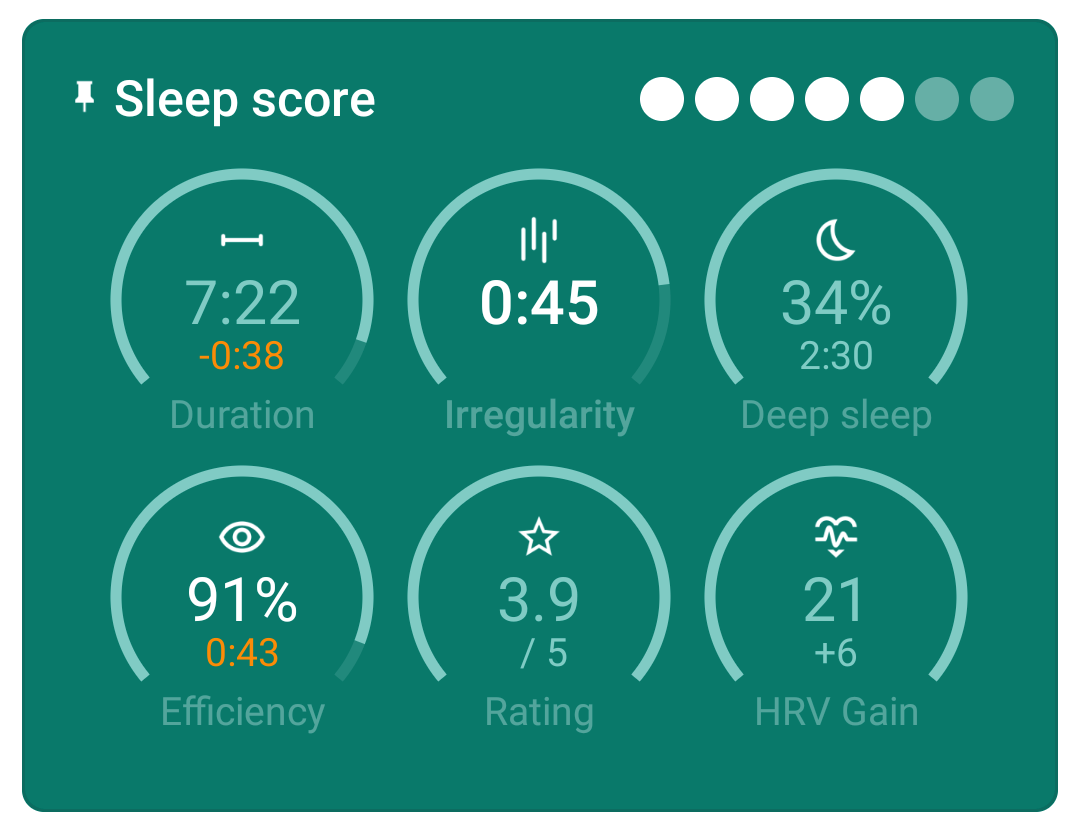 Sleep score
7:22
-0:38
Duration
0:45
Irregularity
34%
2:30
Deep sleep
91%
0:43
Efficiency
3.9
/ 5
Rating
21
+6
HRV Gain